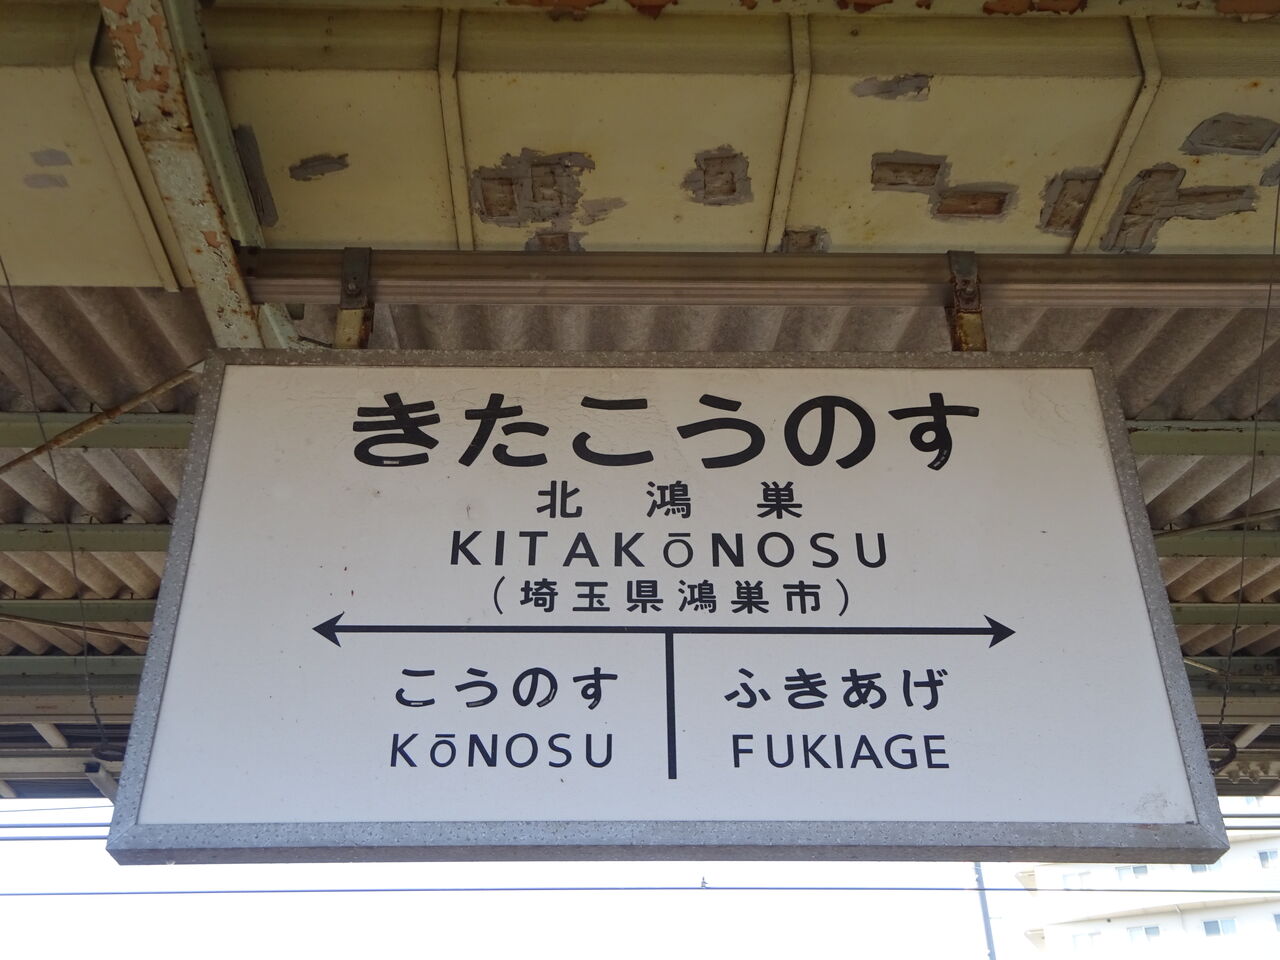 きたこうのす
北鴻巣
KITAKōNOSU
(埼玉県鴻巣市)
こうのす ふきあげ
KōNOSU FUKIAGE